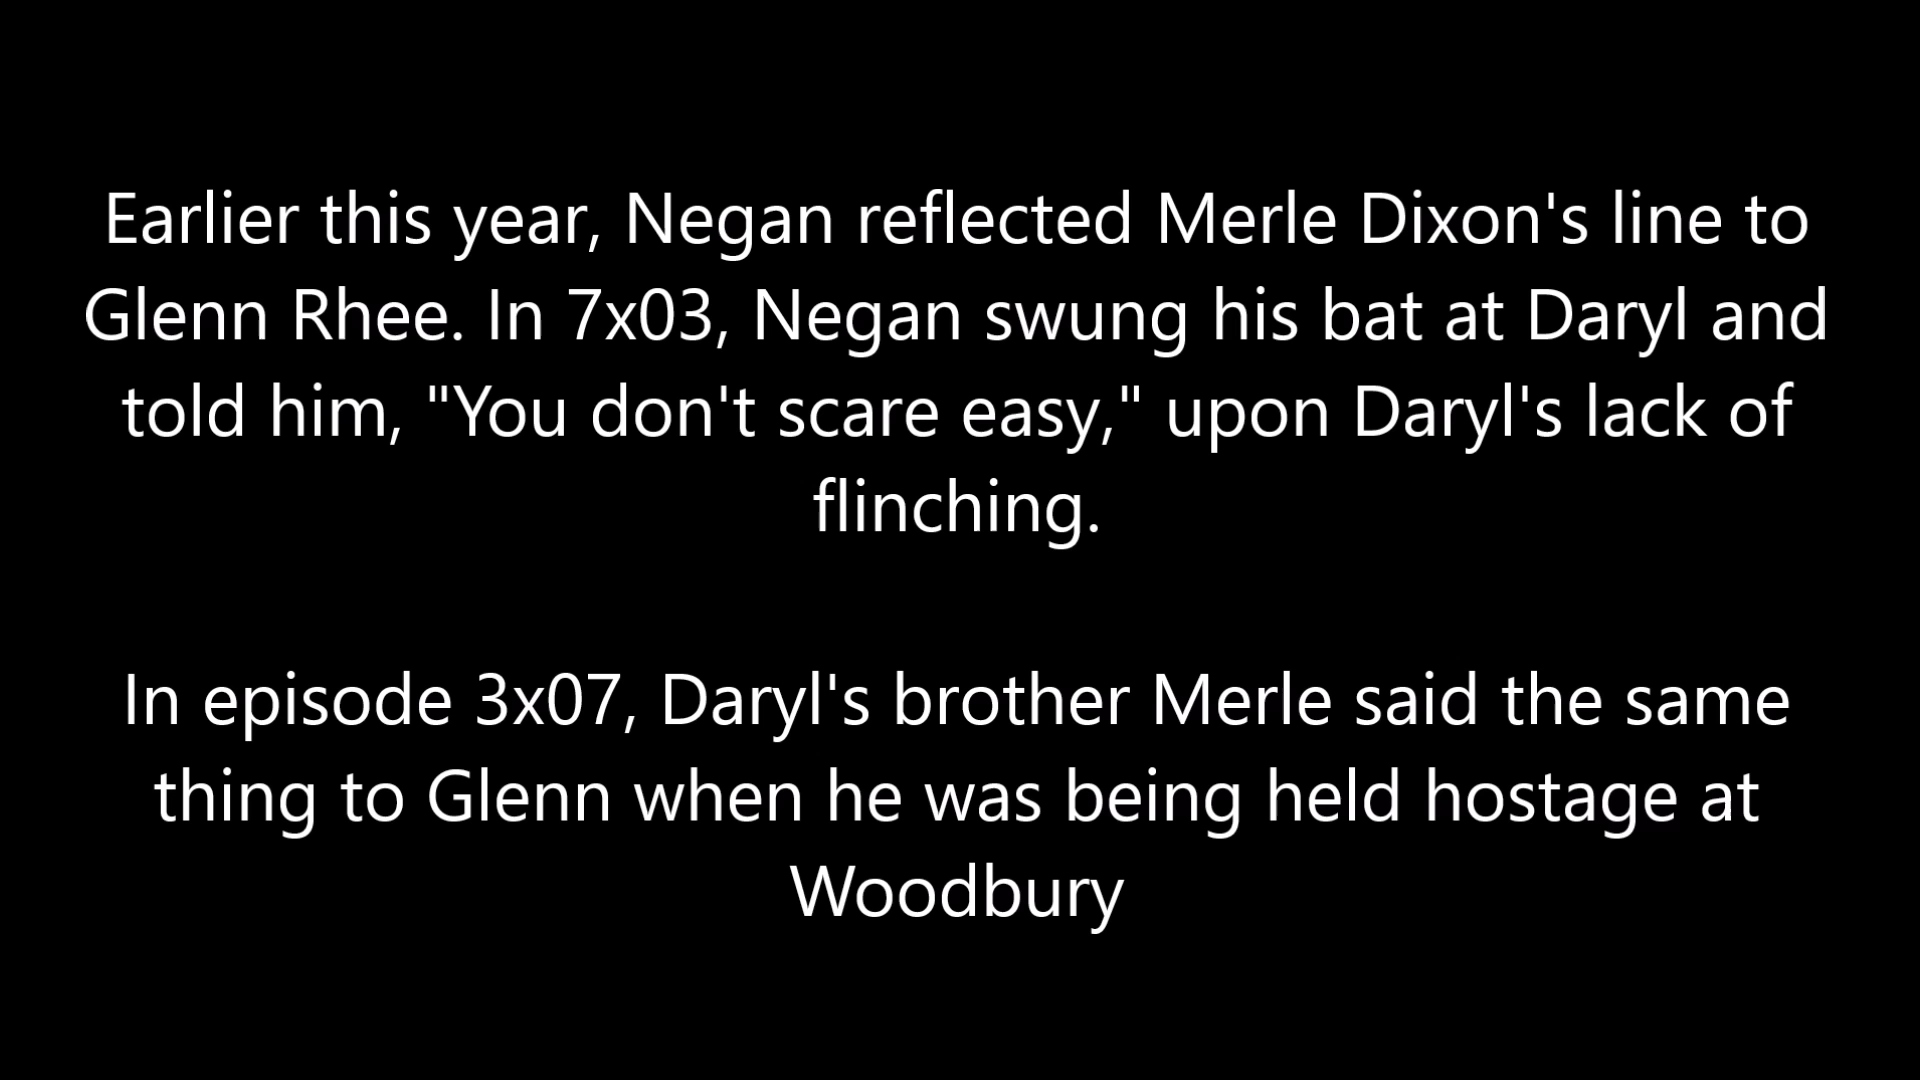 Earlier this year, Negan reflected Merle Dixon's line to
Glenn Rhee. In 7x03, Negan swung his bat at Daryl and
told him, "You don't scare easy," upon Daryl's lack of
flinching.
In episode 3x07, Daryl's brother Merle said the same
thing to Glenn when he was being held hostage at
Woodbury